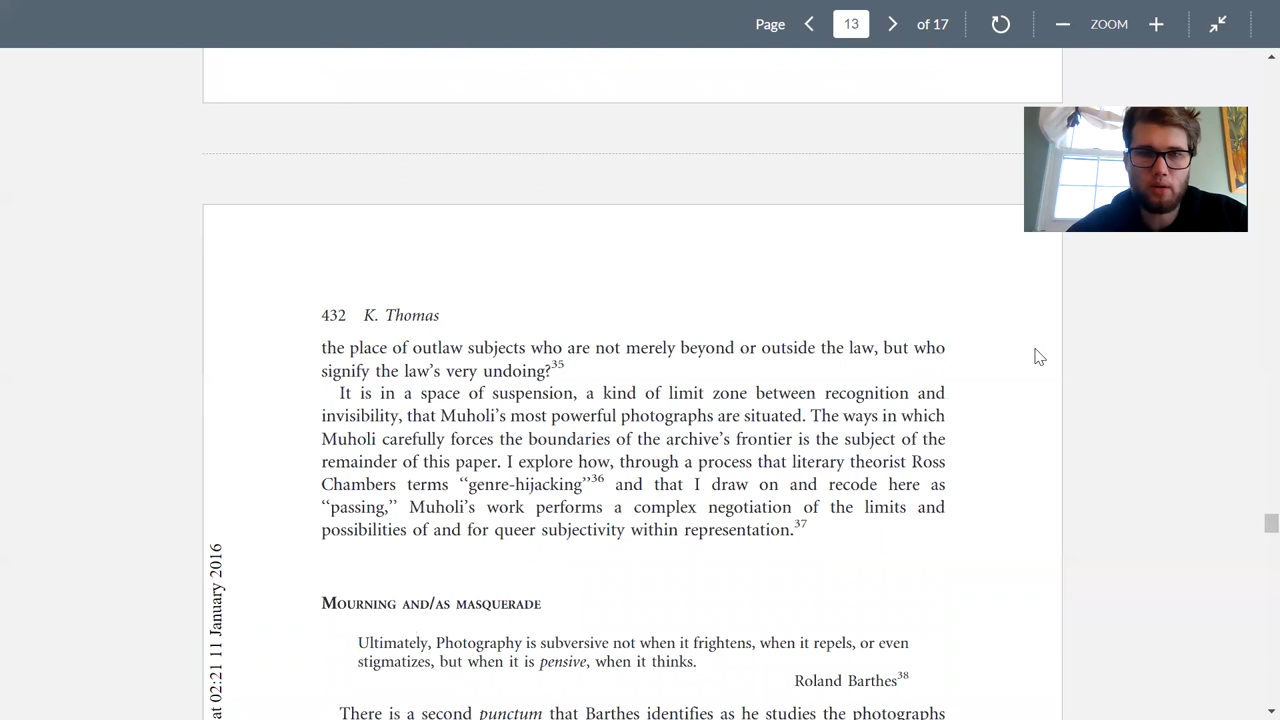 Page 13 of 17 ZOOM
432 K. Thomas
the place of outlaw subjects who are not merely beyond or outside the law, but who
signify the law's very undoing?35
It is in a space of suspension, a kind of limit zone between recognition and
invisibility, that Muholi's most powerful photographs are situated. The ways in which
Muholi carefully forces the boundaries of the archive's frontier is the subject of the
remainder of this paper. I explore how, through a process that literary theorist Ross
Chambers terms ‘‘genre-hijacking’’36 and that I draw on and recode here as
‘‘passing,’’ Muholi's work performs a complex negotiation of the limits and
possibilities of and for queer subjectivity within representation.37
MOURNING AND/AS MASQUERADE
Ultimately, Photography is subversive not when it frightens, when it repels, or even
stigmatizes, but when it is pensive, when it thinks.
Roland Barthes38
There is a second punctum that Barthes identifies as he studies the photographs
at 02:21 11 January 2016